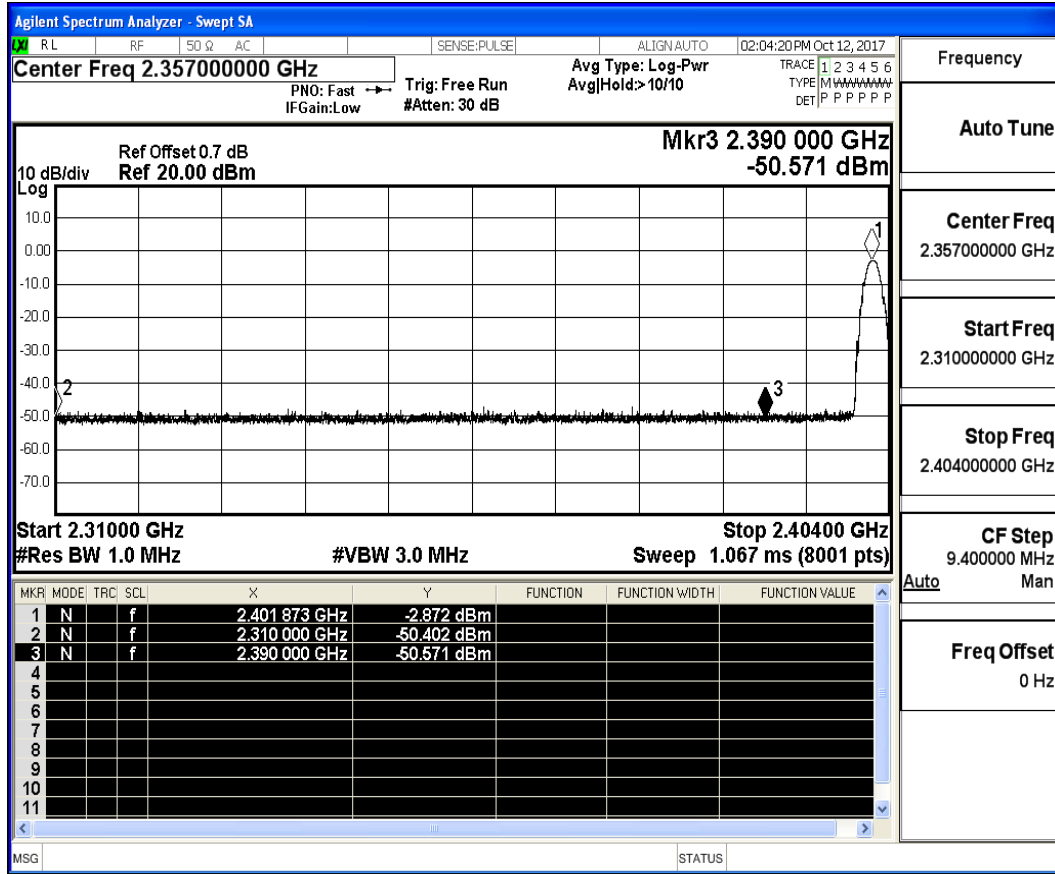 Agilent Spectrum Analyzer - Swept SA
LXI RL RF 50 Ω AC SENSE:PULSE ALIGN AUTO 02:04:20 PM Oct 12, 2017
Center Freq 2.357000000 GHz
PNO: Fast
IFGain:Low
Trig: Free Run
#Atten: 30 dB
Avg Type: Log-Pwr
Avg|Hold:>10/10
TRACE 1 2 3 4 5 6
TYPE M WWWWW
DET P P P P P P
Mkr3 2.390 000 GHz
-50.571 dBm
Ref Offset 0.7 dB
10 dB/div Ref 20.00 dBm
Log
10.0
0.00
-10.0
-20.0
-30.0
-40.0
-50.0
-60.0
-70.0
1
2
3
Start 2.31000 GHz Stop 2.40400 GHz
#Res BW 1.0 MHz #VBW 3.0 MHz Sweep 1.067 ms (8001 pts)
MKR MODE TRC SCL X Y FUNCTION FUNCTION WIDTH FUNCTION VALUE
1 N f 2.401 873 GHz -2.872 dBm
2 N f 2.310 000 GHz -50.402 dBm
3 N f 2.390 000 GHz -50.571 dBm
4
5
6
7
8
9
10
11
MSG STATUS
Frequency
Auto Tune
Center Freq
2.357000000 GHz
Start Freq
2.310000000 GHz
Stop Freq
2.404000000 GHz
CF Step
9.400000 MHz
Auto Man
Freq Offset
0 Hz